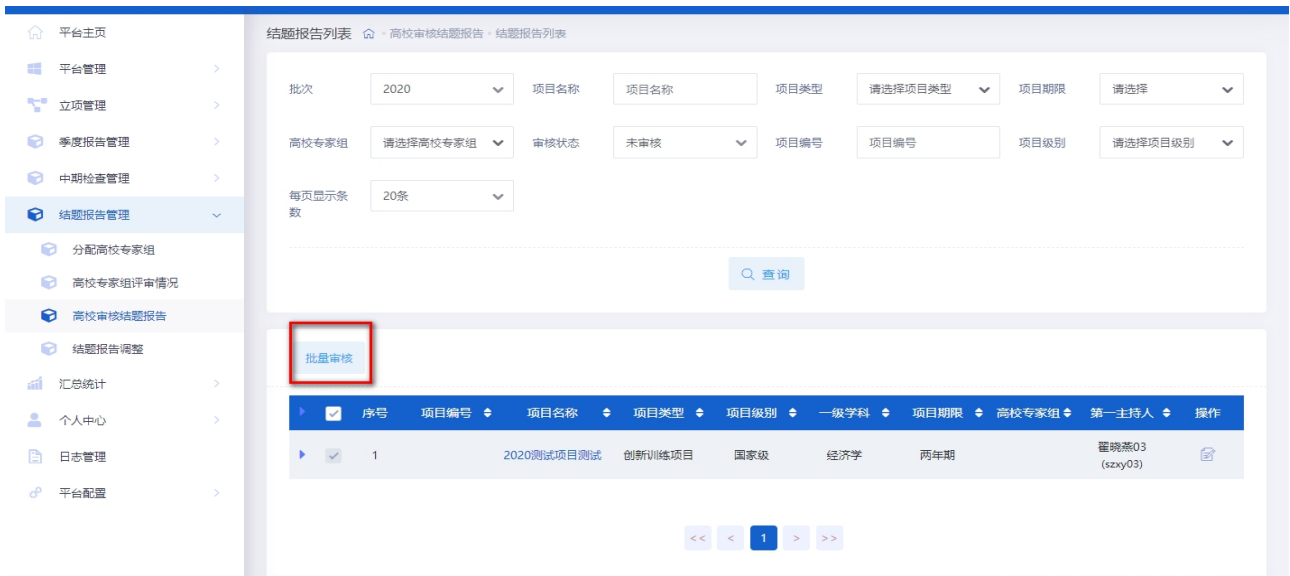 平台主页
平台管理
立项管理
季度报告管理
中期检查管理
结题报告管理
分配高校专家组
高校专家组评审情况
高校审核结题报告
结题报告调整
汇总统计
个人中心
日志管理
平台配置
结题报告列表 - 高校审核结题报告 - 结题报告列表
批次 2020 项目名称 项目名称 项目类型 请选择项目类型 项目期限 请选择
高校专家组 请选择高校专家组 审核状态 未审核 项目编号 项目编号 项目级别 请选择项目级别
每页显示条 20条
数
查询
批量审核
序号 项目编号 项目名称 项目类型 项目级别 一级学科 项目期限 高校专家组 第一主持人 操作
1 2020测试项目测试 创新训练项目 国家级 经济学 两年期 翟晓燕03
(szxy03)
<< < 1 > >>